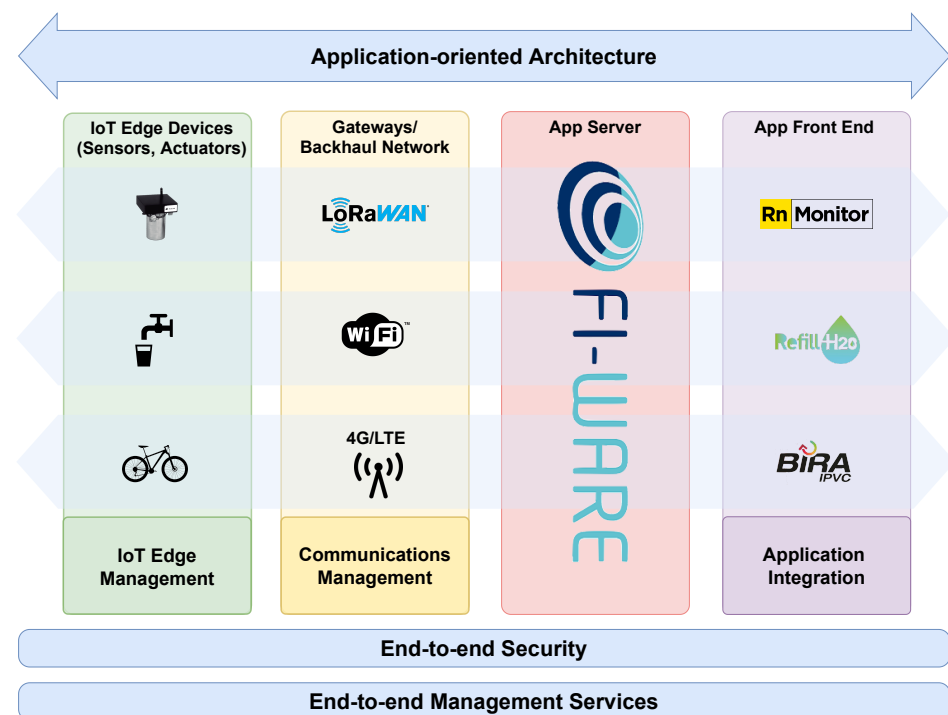 Application-oriented Architecture
IoT Edge Devices
(Sensors, Actuators)
Gateways/
Backhaul Network
App Server
App Front End
LoRaWAN
Rn Monitor
WiFi™
Refill H2O
4G/LTE
BIRA
IPVC
FI-WARE
IoT Edge
Management
Communications
Management
Application
Integration
End-to-end Security
End-to-end Management Services